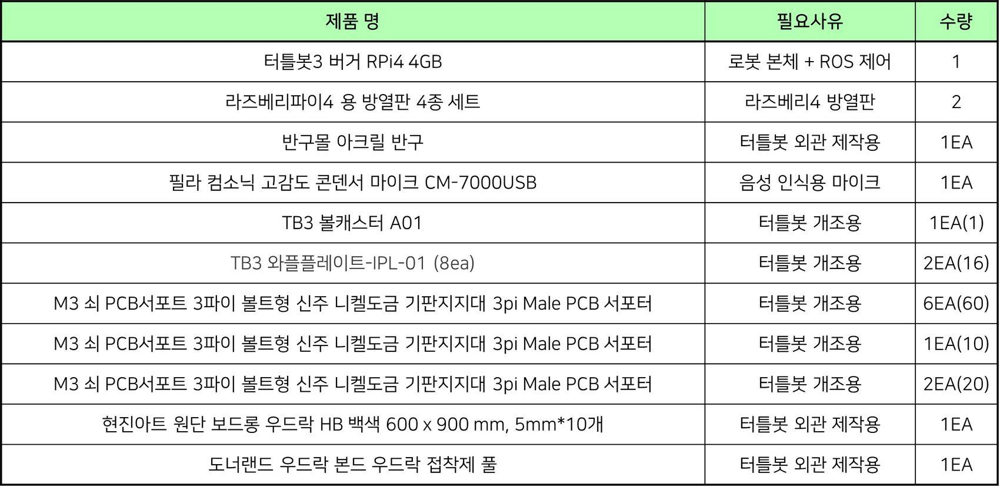 제품 명 필요사유 수량
터틀봇3 버거 RPi4 4GB 로봇 본체 + ROS 제어 1
라즈베리파이4 용 방열판 4종 세트 라즈베리4 방열판 2
반구몰 아크릴 반구 터틀봇 외관 제작용 1EA
필라 컴소닉 고감도 콘덴서 마이크 CM-7000USB 음성 인식용 마이크 1EA
TB3 볼캐스터 A01 터틀봇 개조용 1EA(1)
TB3 와플플레이트-IPL-01 (8ea) 터틀봇 개조용 2EA(16)
M3 쇠 PCB서포트 3파이 볼트형 신주 니켈도금 기판지지대 3pi Male PCB 서포터 터틀봇 개조용 6EA(60)
M3 쇠 PCB서포트 3파이 볼트형 신주 니켈도금 기판지지대 3pi Male PCB 서포터 터틀봇 개조용 1EA(10)
M3 쇠 PCB서포트 3파이 볼트형 신주 니켈도금 기판지지대 3pi Male PCB 서포터 터틀봇 개조용 2EA(20)
현진아트 원단 보드롱 우드락 HB 백색 600 x 900 mm, 5mm*10개 터틀봇 외관 제작용 1EA
도너랜드 우드락 본드 우드락 접착제 풀 터틀봇 외관 제작용 1EA